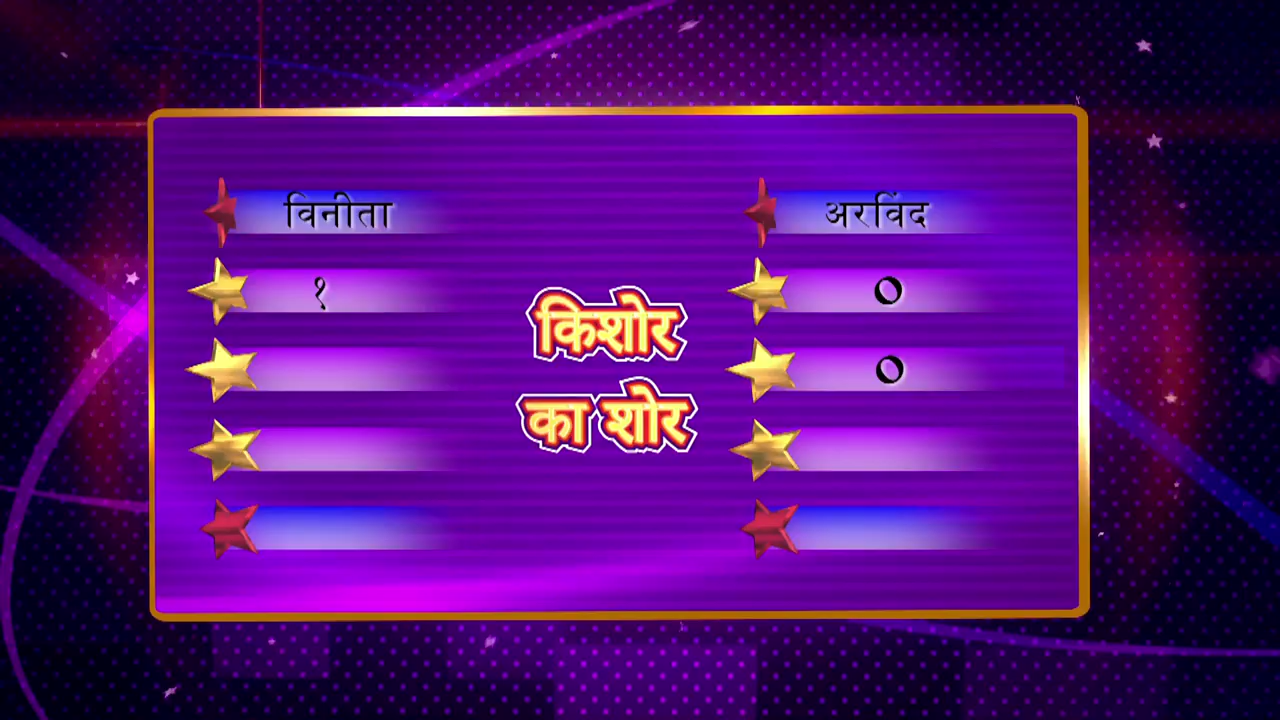 विनीता
अरविंद
१
०
किशोर
०
का शोर